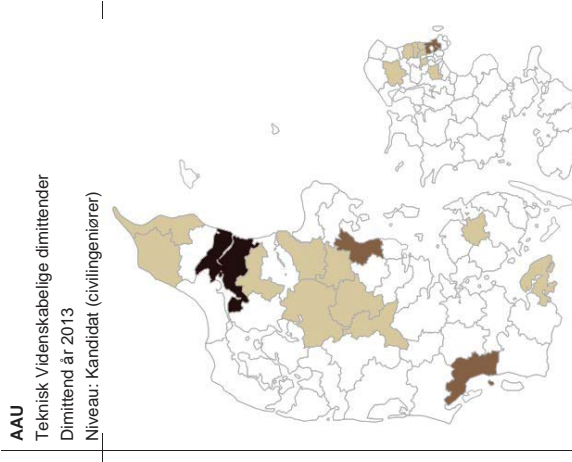 AAU
Teknisk Videnskabelige dimittender
Dimittend år 2013
Niveau: Kandidat (civilingeniører)